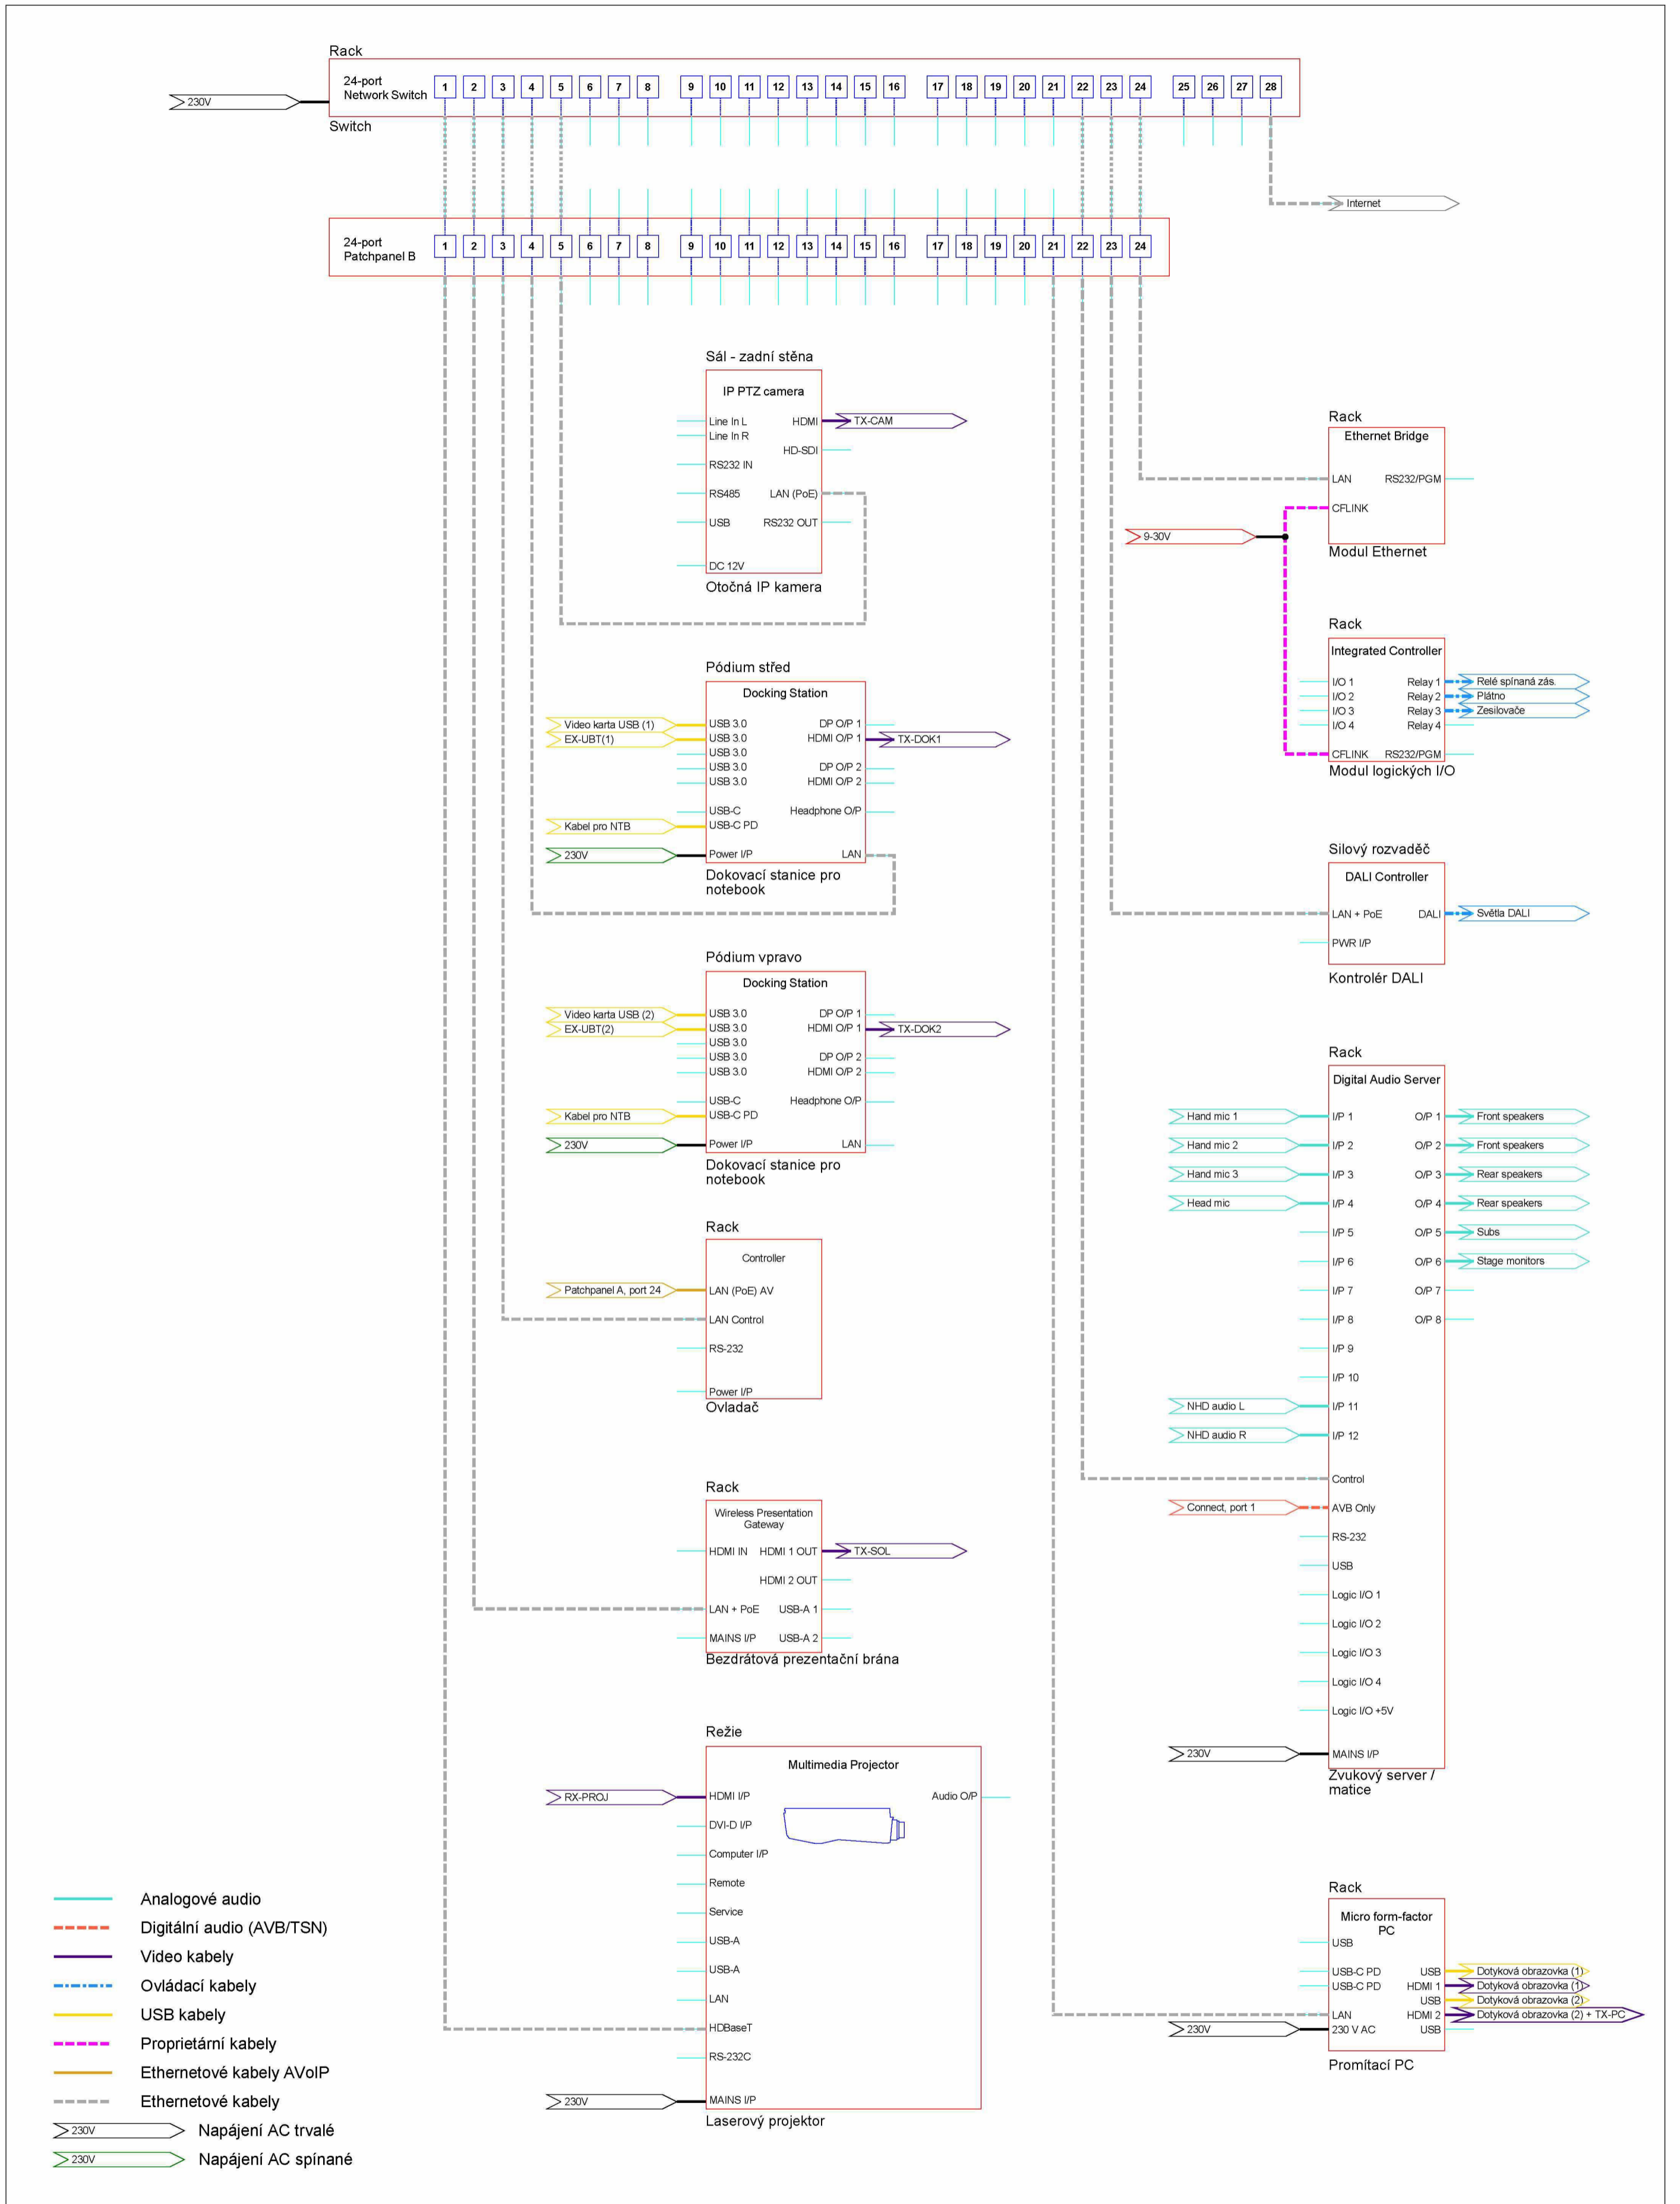 Rack
24-port
Network Switch
1 2 3 4 5 6 7 8 9 10 11 12 13 14 15 16 17 18 19 20 21 22 23 24 25 26 27 28
230V
Switch
Internet
24-port
Patchpanel B
1 2 3 4 5 6 7 8 9 10 11 12 13 14 15 16 17 18 19 20 21 22 23 24
Sál - zadní stěna
IP PTZ camera
Line In L HDMI TX-CAM
Line In R
HD-SDI
RS232 IN
RS485 LAN (PoE)
USB RS232 OUT
DC 12V
Otočná IP kamera
Pódium střed
Docking Station
Video karta USB (1) USB 3.0 DP O/P 1
EX-UBT(1) USB 3.0 HDMI O/P 1 TX-DOK1
USB 3.0
USB 3.0 DP O/P 2
USB 3.0 HDMI O/P 2
USB-C Headphone O/P
Kabel pro NTB USB-C PD
230V Power I/P LAN
Dokovací stanice pro
notebook
Pódium vpravo
Docking Station
Video karta USB (2) USB 3.0 DP O/P 1
EX-UBT(2) USB 3.0 HDMI O/P 1 TX-DOK2
USB 3.0
USB 3.0 DP O/P 2
USB 3.0 HDMI O/P 2
USB-C Headphone O/P
Kabel pro NTB USB-C PD
230V Power I/P LAN
Dokovací stanice pro
notebook
Rack
Controller
Patchpanel A, port 24 LAN (PoE) AV
LAN Control
RS-232
Power I/P
Ovladač
Rack
Wireless Presentation
Gateway
HDMI IN HDMI 1 OUT TX-SOL
HDMI 2 OUT
LAN + PoE USB-A 1
MAINS I/P USB-A 2
Bezdrátová prezentační brána
Režie
Multimedia Projector
RX-PROJ HDMI I/P Audio O/P
DVI-D I/P
Computer I/P
Remote
Service
USB-A
USB-A
LAN
HDBaseT
RS-232C
230V MAINS I/P
Laserový projektor
Rack
Ethernet Bridge
LAN RS232/PGM
CFLINK
9-30V
Modul Ethernet
Rack
Integrated Controller
I/O 1 Relay 1 Relé spínaná zás.
I/O 2 Relay 2 Plátno
I/O 3 Relay 3 Zesilovače
I/O 4 Relay 4
CFLINK RS232/PGM
Modul logických I/O
Silový rozvaděč
DALI Controller
LAN + PoE DALI Světla DALI
PWR I/P
Kontrolér DALI
Rack
Digital Audio Server
Hand mic 1 I/P 1 O/P 1 Front speakers
Hand mic 2 I/P 2 O/P 2 Front speakers
Hand mic 3 I/P 3 O/P 3 Rear speakers
Head mic I/P 4 O/P 4 Rear speakers
I/P 5 O/P 5 Subs
I/P 6 O/P 6 Stage monitors
I/P 7 O/P 7
I/P 8 O/P 8
I/P 9
I/P 10
NHD audio L I/P 11
NHD audio R I/P 12
Control
Connect, port 1 AVB Only
RS-232
USB
Logic I/O 1
Logic I/O 2
Logic I/O 3
Logic I/O 4
Logic I/O +5V
230V MAINS I/P
Zvukový server /
matice
Rack
Micro form-factor
PC
USB
USB-C PD USB Dotyková obrazovka (1)
USB-C PD HDMI 1 Dotyková obrazovka (1)
USB Dotyková obrazovka (2)
LAN HDMI 2 Dotyková obrazovka (2) + TX-PC
230V 230 V AC USB
Promítací PC
Analogové audio
Digitální audio (AVB/TSN)
Video kabely
Ovládací kabely
USB kabely
Proprietární kabely
Ethernetové kabely AVoIP
Ethernetové kabely
230V Napájení AC trvalé
230V Napájení AC spínané